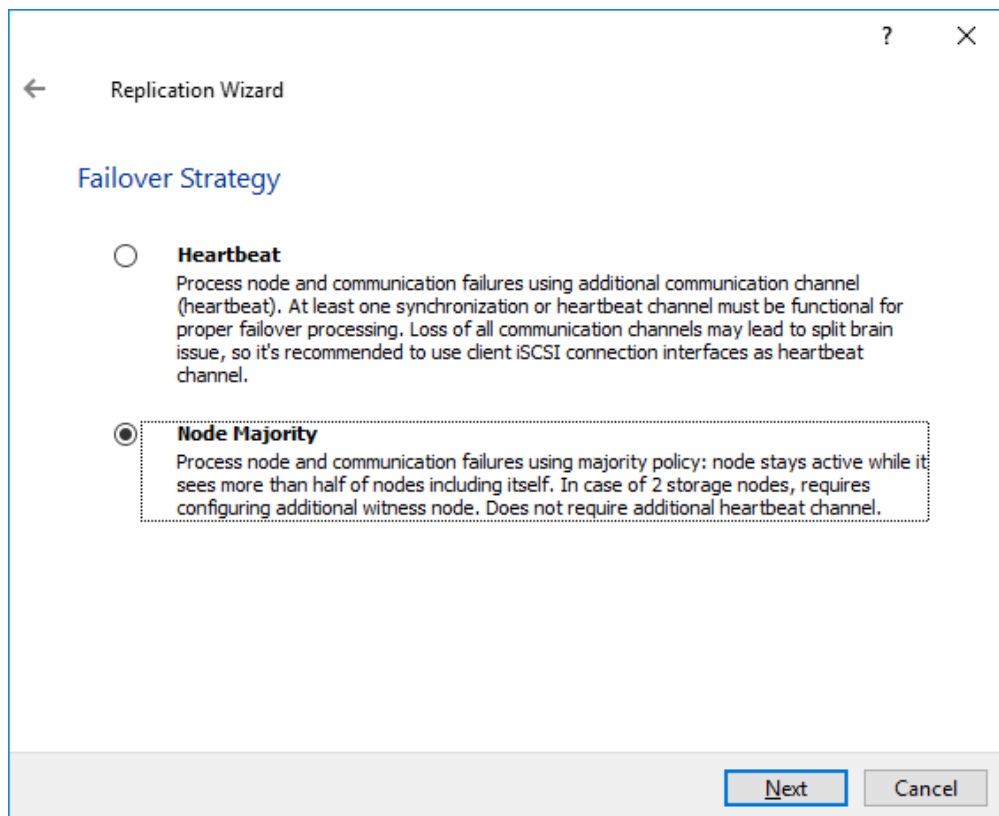 ?
Replication Wizard
Failover Strategy
Heartbeat
Process node and communication failures using additional communication channel
(heartbeat). At least one synchronization or heartbeat channel must be functional for
proper failover processing. Loss of all communication channels may lead to split brain
issue, so it's recommended to use client iSCSI connection interfaces as heartbeat
channel.
Node Majority
Process node and communication failures using majority policy: node stays active while it
sees more than half of nodes including itself. In case of 2 storage nodes, requires
configuring additional witness node. Does not require additional heartbeat channel.
Next Cancel